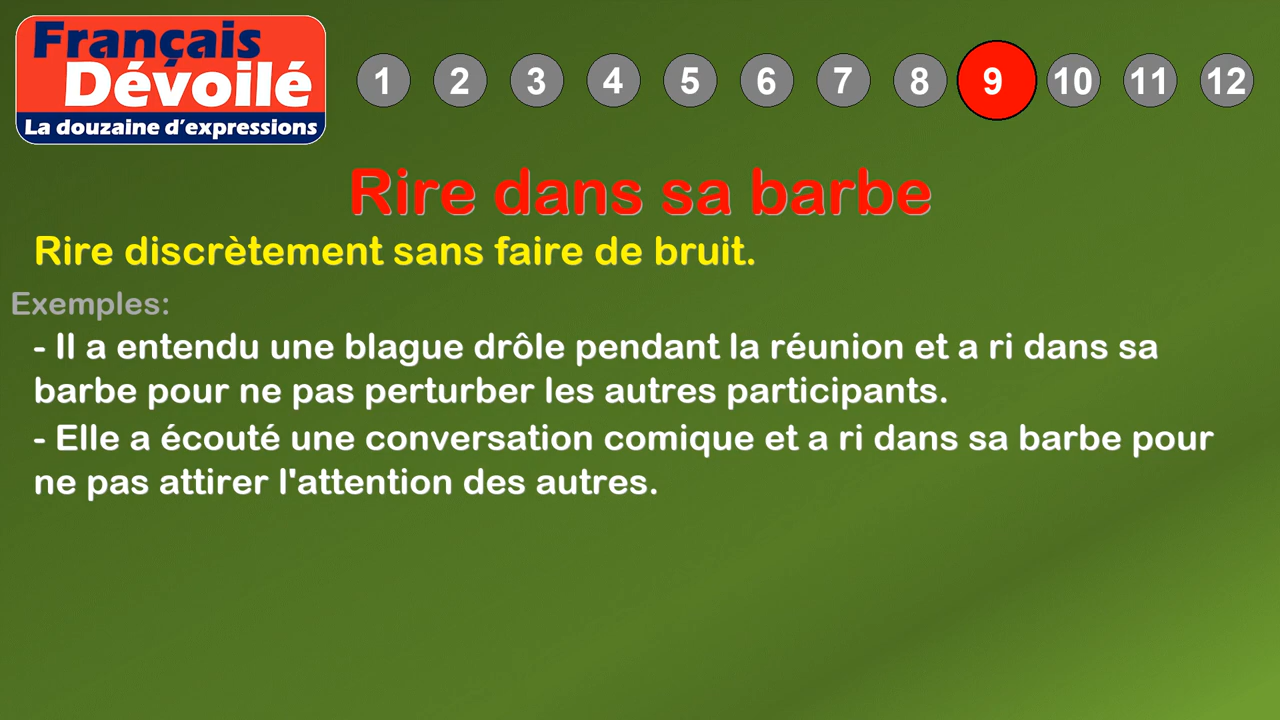 Français
Dévoilé
La douzaine d'expressions
1 2 3 4 5 6 7 8 9 10 11 12
Rire dans sa barbe
Rire discrètement sans faire de bruit.
Exemples:
- Il a entendu une blague drôle pendant la réunion et a ri dans sa
barbe pour ne pas perturber les autres participants.
- Elle a écouté une conversation comique et a ri dans sa barbe pour
ne pas attirer l'attention des autres.